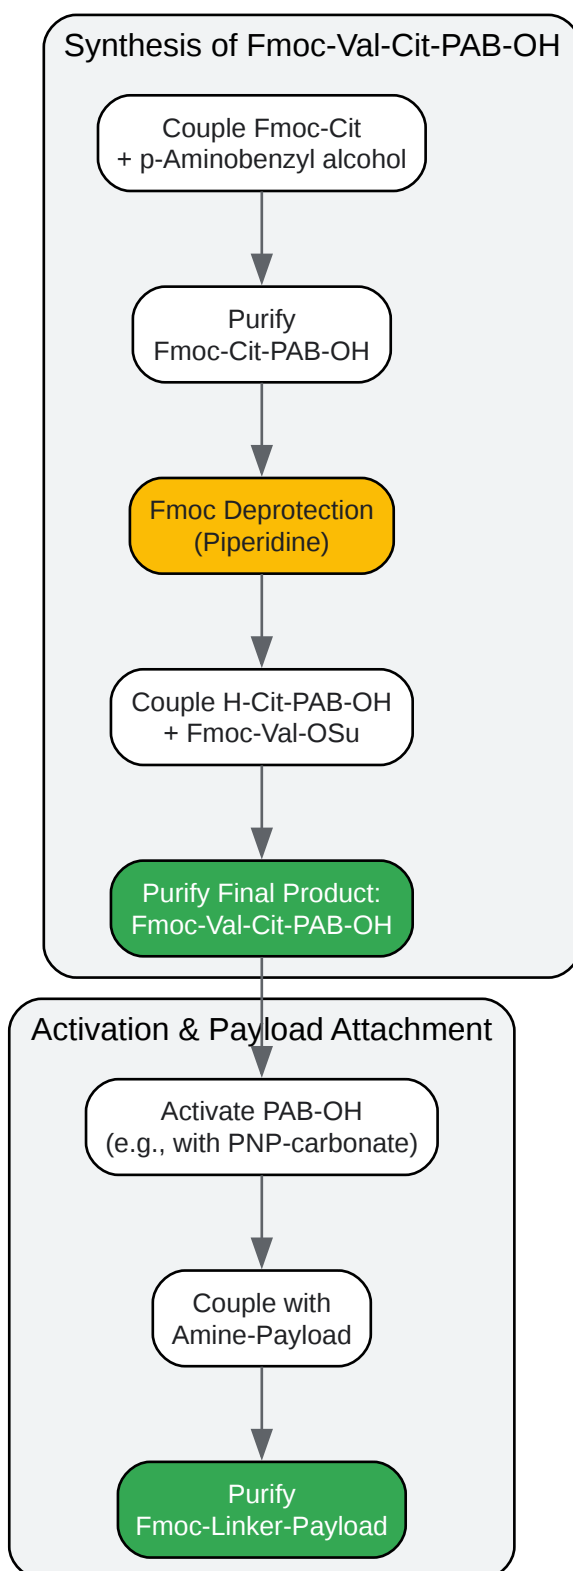 Synthesis of Fmoc-Val-Cit-PAB-OH
Couple Fmoc-Cit
+ p-Aminobenzyl alcohol
Purify
Fmoc-Cit-PAB-OH
Fmoc Deprotection
(Piperidine)
Couple H-Cit-PAB-OH
+ Fmoc-Val-OSu
Purify Final Product:
Fmoc-Val-Cit-PAB-OH
Activation & Payload Attachment
Activate PAB-OH
(e.g., with PNP-carbonate)
Couple with
Amine-Payload
Purify
Fmoc-Linker-Payload